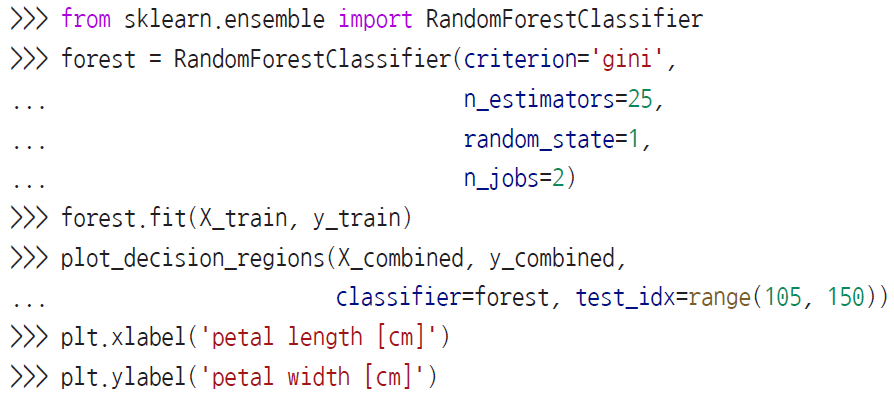 >>> from sklearn.ensemble import RandomForestClassifier
>>> forest = RandomForestClassifier(criterion='gini',
...                                 n_estimators=25,
...                                 random_state=1,
...                                 n_jobs=2)
>>> forest.fit(X_train, y_train)
>>> plot_decision_regions(X_combined, y_combined,
...                       classifier=forest, test_idx=range(105, 150))
>>> plt.xlabel('petal length [cm]')
>>> plt.ylabel('petal width [cm]')